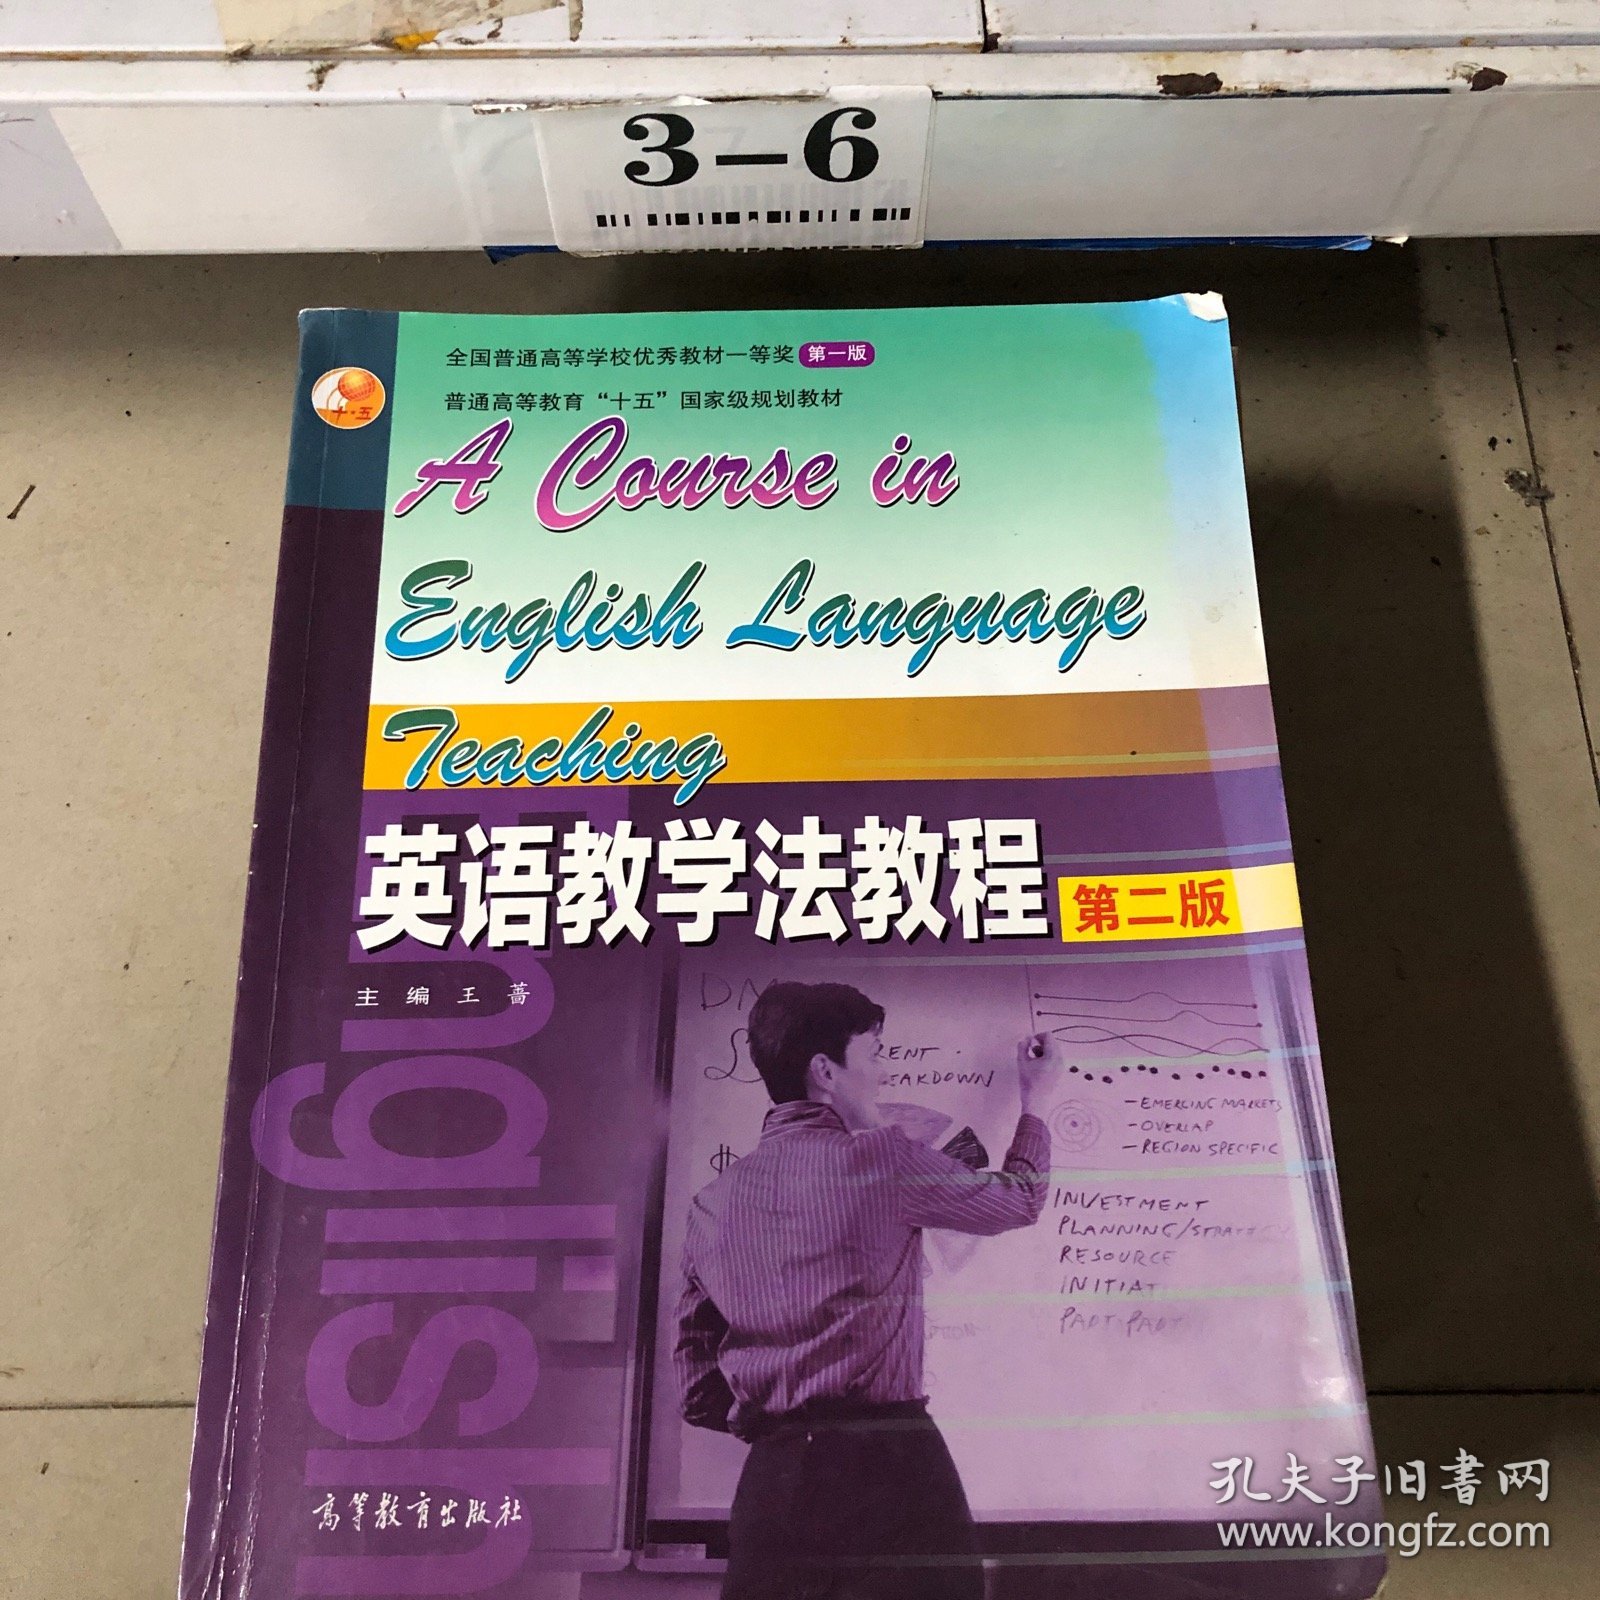 3-6
全国普通高等学校优秀教材一等奖 第一版
普通高等教育“十五”国家级规划教材
十·五
A Course in
English Language
Teaching
英语教学法教程 第二版
主编 王蔷
English
RENT
EAKDOWN
- EMERGING MARKETS
- OVERLAP
- REGION SPECIFIC
INVESTMENT
PLANNING/STRAT
RESOURCE
INITIAT
PART-PART
高等教育出版社
孔夫子旧书网
www.kongfz.com